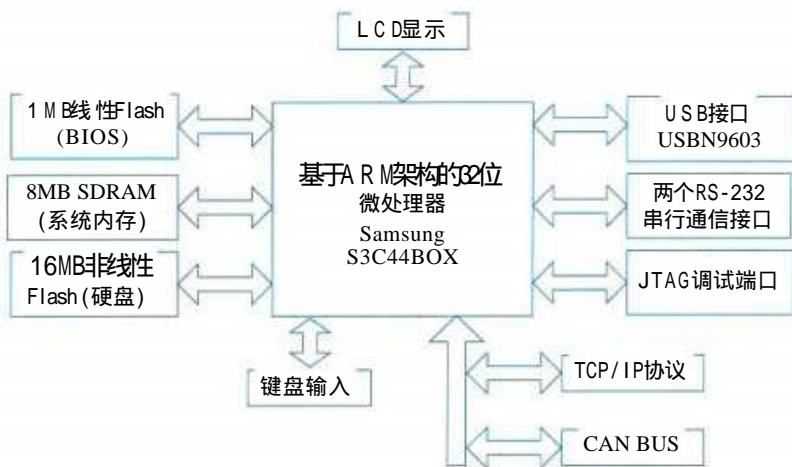 LCD显示
1MB线性Flash
(BIOS)
8MB SDRAM
(系统内存)
16MB非线性
Flash(硬盘)
基于ARM架构的32位
微处理器
Samsung
S3C44BOX
USB接口
USBN9603
两个RS-232
串行通信接口
JTAG调试端口
键盘输入
TCP/IP协议
CAN BUS